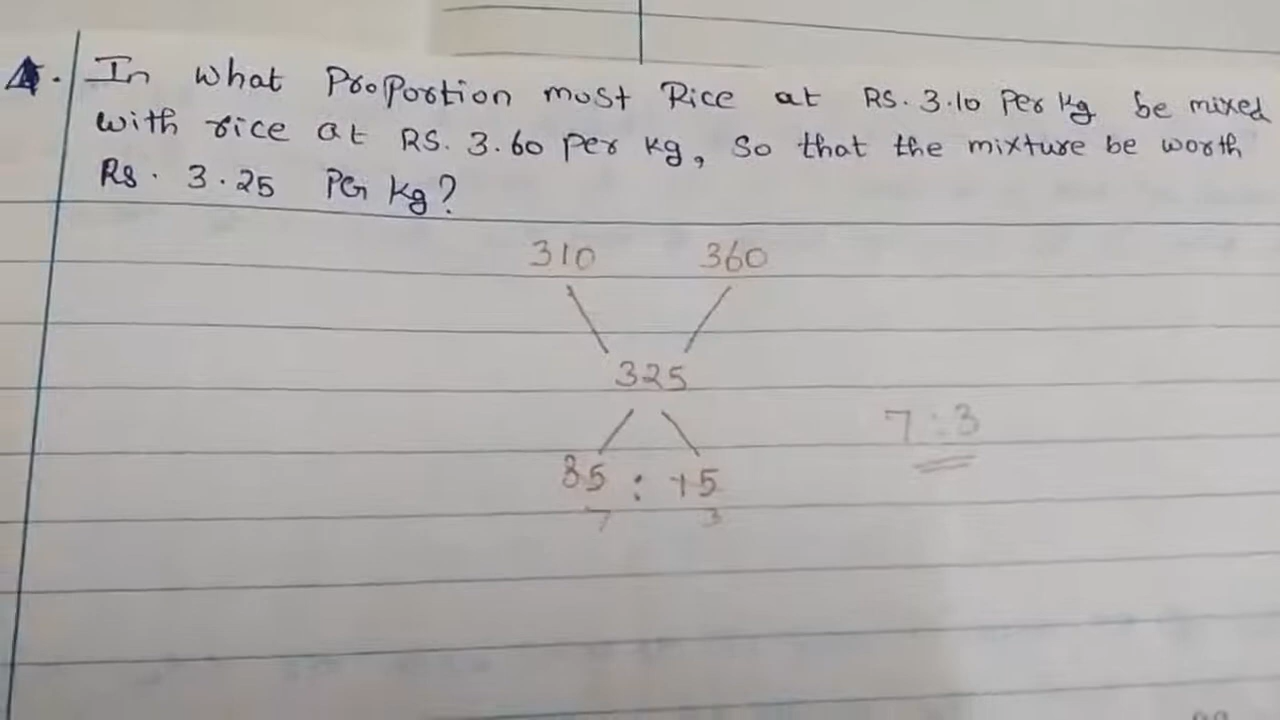 4. In what Proportion must Rice at RS. 3.10 Per kg be mixed
with rice at RS. 3.60 per kg, so that the mixture be worth
Rs. 3.25 Per kg?
310 360
325
35 : 15
7 3
7:3